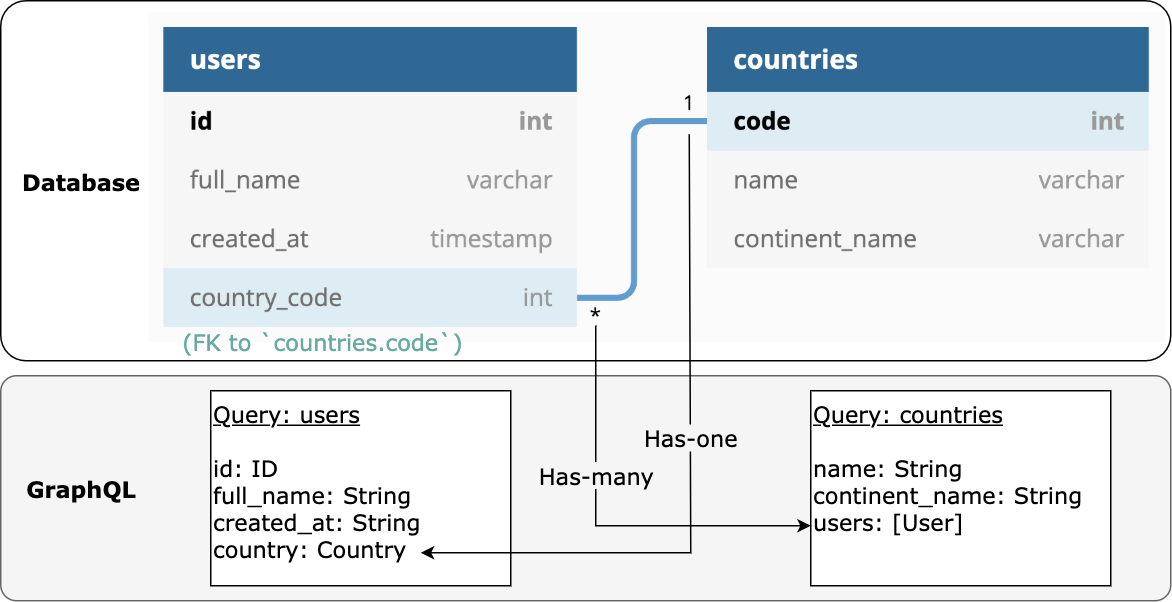 Database
users
id int
full_name varchar
created_at timestamp
country_code int
(FK to `countries.code`)
1
*
countries
code int
name varchar
continent_name varchar
GraphQL
Query: users
id: ID
full_name: String
created_at: String
country: Country
Has-one
Has-many
Query: countries
name: String
continent_name: String
users: [User]